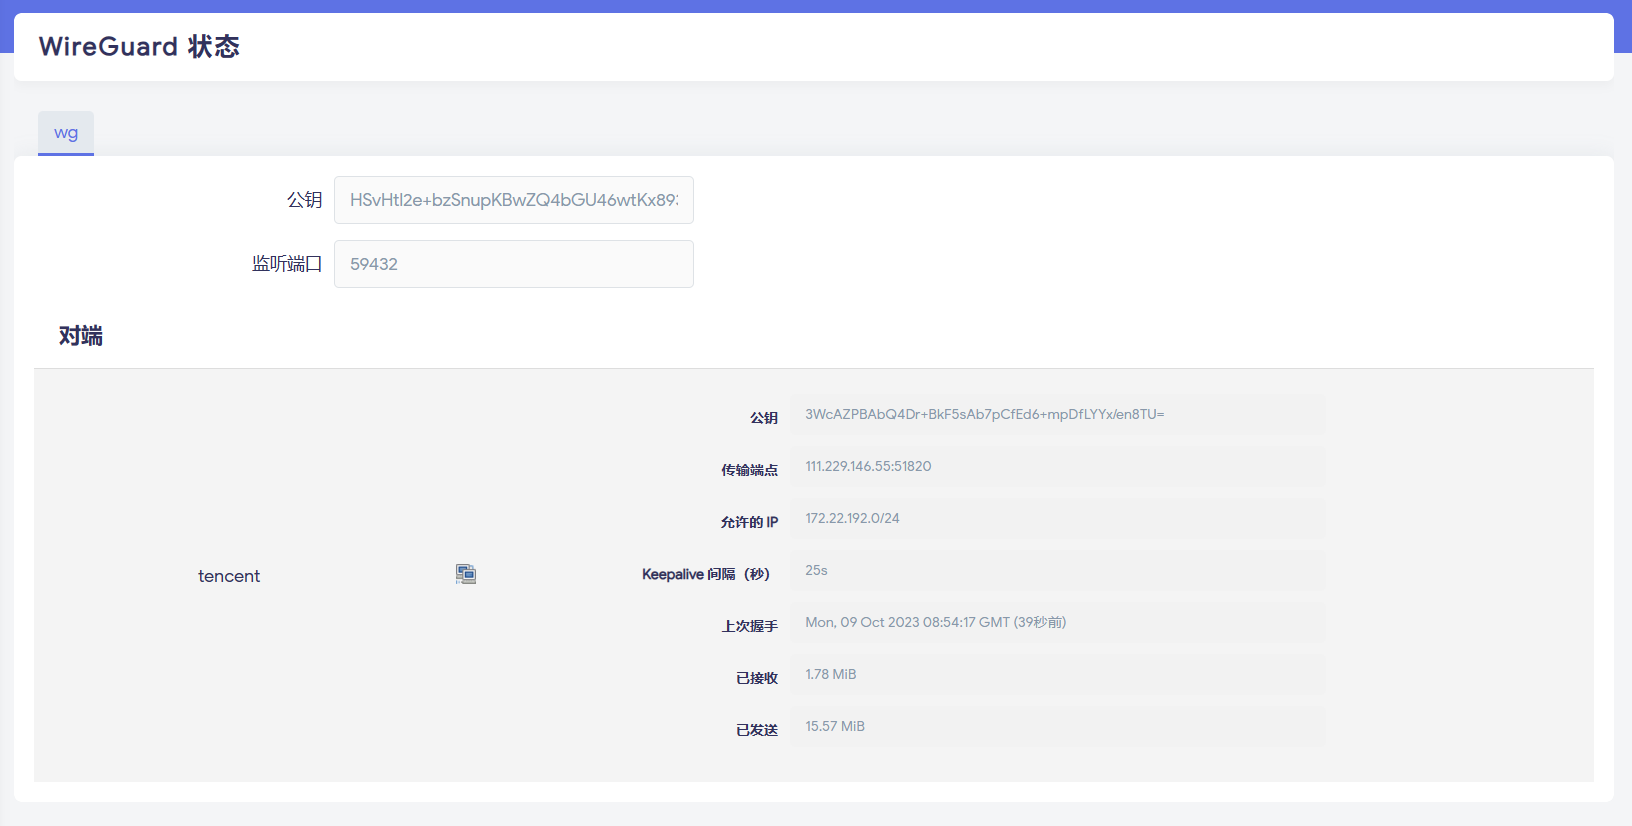 WireGuard 状态
wg
公钥 HSvHtl2e+bzSnupKBwZQ4bGU46wtKx893
监听端口 59432
对端
tencent
公钥 3WcAZPBAbQ4Dr+BkF5sAb7pCfEd6+mpDfLYYx/en8TU=
传输端点 111.229.146.55:51820
允许的 IP 172.22.192.0/24
Keepalive 间隔（秒） 25s
上次握手 Mon, 09 Oct 2023 08:54:17 GMT (39秒前)
已接收 1.78 MiB
已发送 15.57 MiB